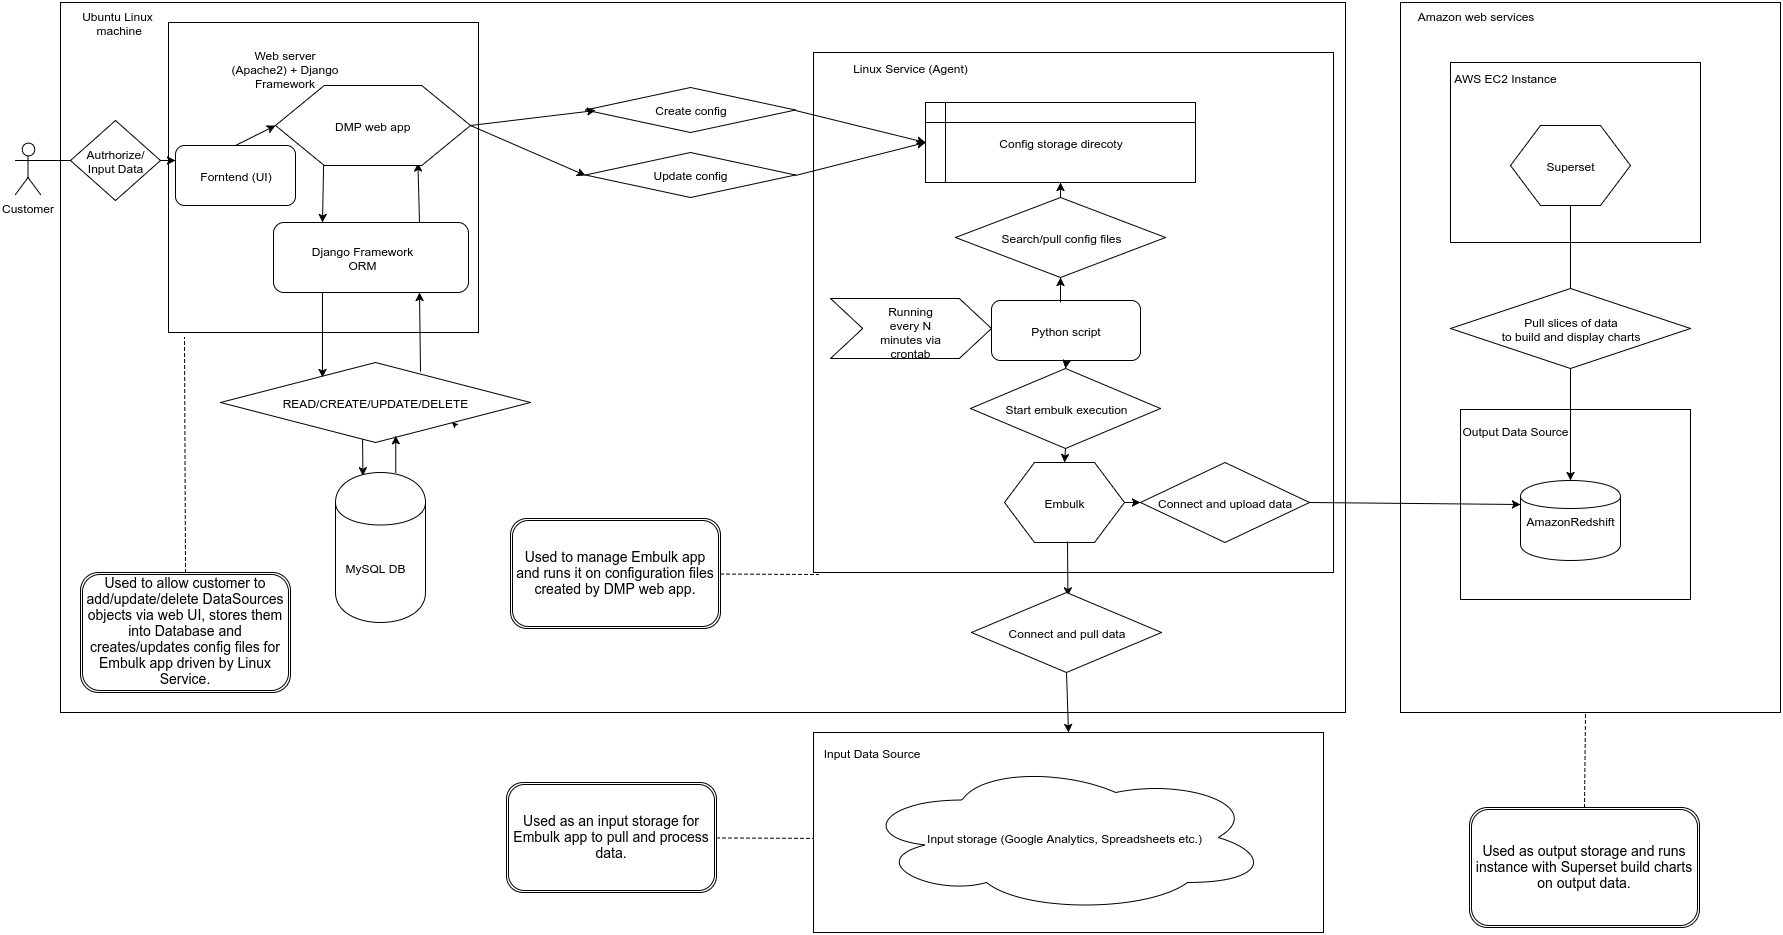 Ubuntu Linux
machine
Web server
(Apache2) + Django
Framework
DMP web app
Autrhorize/
Input Data
Forntend (UI)
Customer
Django Framework
ORM
READ/CREATE/UPDATE/DELETE
MySQL DB
Used to allow customer to
add/update/delete DataSources
objects via web UI, stores them
into Database and
creates/updates config files for
Embulk app driven by Linux
Service.
Create config
Update config
Linux Service (Agent)
Config storage direcoty
Search/pull config files
Running
every N
minutes via
crontab
Python script
Start embulk execution
Embulk
Connect and upload data
Used to manage Embulk app
and runs it on configuration files
created by DMP web app.
Connect and pull data
Input Data Source
Input storage (Google Analytics, Spreadsheets etc.)
Used as an input storage for
Embulk app to pull and process
data.
Amazon web services
AWS EC2 Instance
Superset
Pull slices of data
to build and display charts
Output Data Source
AmazonRedshift
Used as output storage and runs
instance with Superset build charts
on output data.